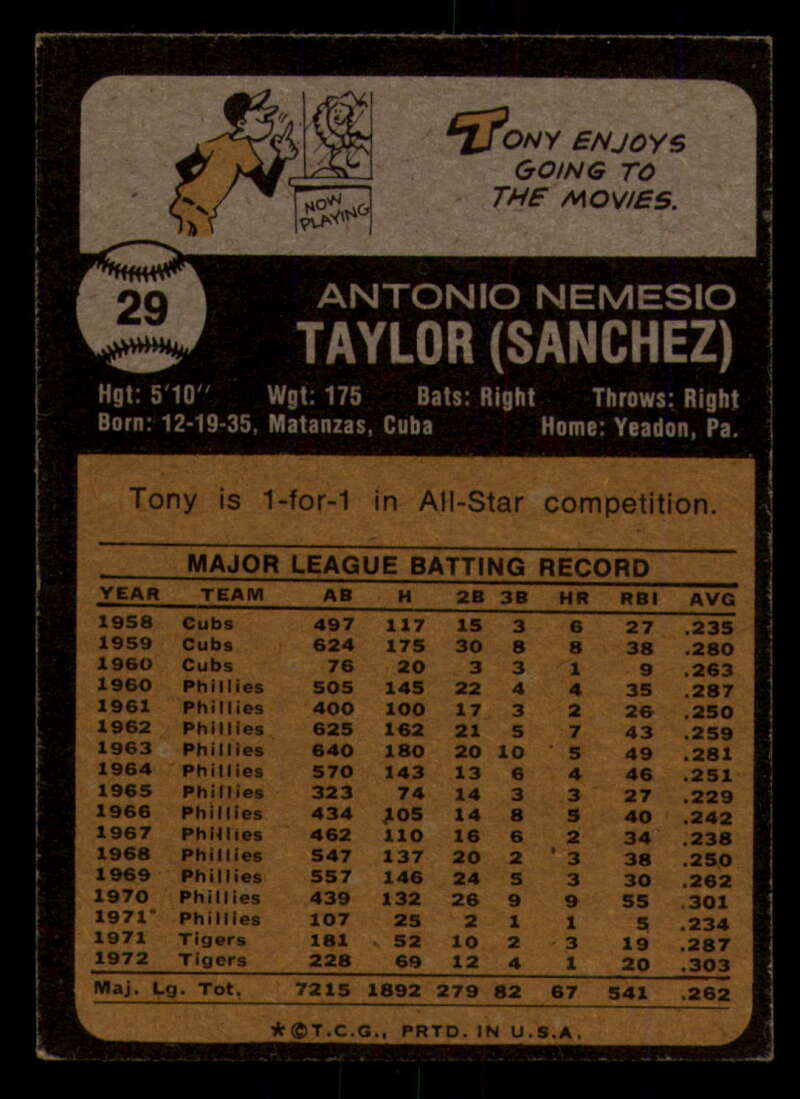 TONY ENJOYS
GOING TO
THE MOVIES.
NOW
PLAYING
29
ANTONIO NEMESIO
TAYLOR (SANCHEZ)
Hgt: 5'10" Wgt: 175 Bats: Right Throws: Right
Born: 12-19-35, Matanzas, Cuba Home: Yeadon, Pa.
Tony is 1-for-1 in All-Star competition.
MAJOR LEAGUE BATTING RECORD
YEAR TEAM AB H 2B 3B HR RBI AVG
1958 Cubs 497 117 15 3 6 27 .235
1959 Cubs 624 175 30 8 8 38 .280
1960 Cubs 76 20 3 3 1 9 .263
1960 Phillies 505 145 22 4 4 35 .287
1961 Phillies 400 100 17 3 2 26 .250
1962 Phillies 625 162 21 5 7 43 .259
1963 Phillies 640 180 20 10 5 49 .281
1964 Phillies 570 143 13 6 4 46 .251
1965 Phillies 323 74 14 3 3 27 .229
1966 Phillies 434 105 14 8 5 40 .242
1967 Phillies 462 110 16 6 2 34 .238
1968 Phillies 547 137 20 2 3 38 .250
1969 Phillies 557 146 24 5 3 30 .262
1970 Phillies 439 132 26 9 9 55 .301
1971 Phillies 107 25 2 1 1 5 .234
1971 Tigers 181 52 10 2 3 19 .287
1972 Tigers 228 69 12 4 1 20 .303
Maj. Lg. Tot. 7215 1892 279 82 67 541 .262
★©T.C.G., PRTD. IN U.S.A.